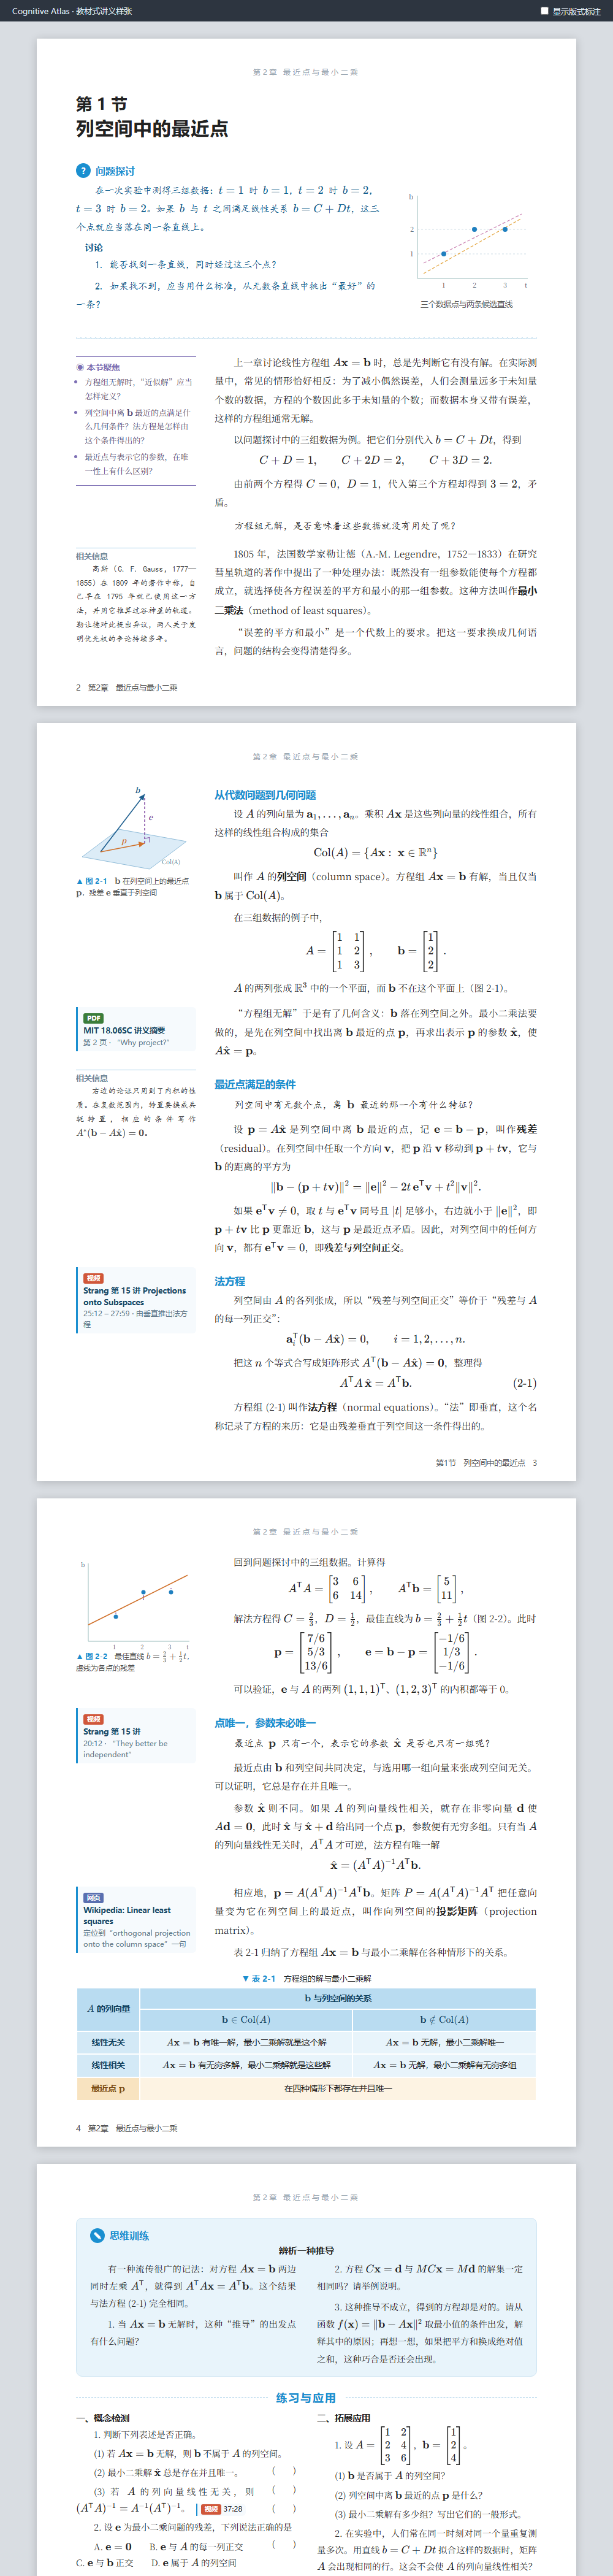 Cognitive Atlas · 教材式讲义样张
显示版式标注
第2章 最近点与最小二乘
第 1 节
列空间中的最近点
? 问题探讨
在一次实验中测得三组数据：t = 1 时 b = 1，t = 2 时 b = 2，
t = 3 时 b = 2。如果 b 与 t 之间满足线性关系 b = C + Dt，这三
个点就应当落在同一条直线上。
讨论
1. 能否找到一条直线，同时经过这三个点？
2. 如果找不到，应当用什么标准，从无数条直线中挑出“最好”的
一条？
b
2
1
1 2 3 t
三个数据点与两条候选直线
◉ 本节聚焦
• 方程组无解时，“近似解”应当
怎样定义？
• 列空间中离 b 最近的点满足什
么几何条件？法方程是怎样由
这个条件得出的？
• 最近点与表示它的参数，在唯
一性上有什么区别？
上一章讨论线性方程组 Ax = b 时，总是先判断它有没有解。在实际测
量中，常见的情形恰好相反：为了减小偶然误差，人们会测量远多于未知量
个数的数据，方程的个数因此多于未知量的个数；而数据本身又带有误差，
这样的方程组通常无解。
以问题探讨中的三组数据为例。把它们分别代入 b = C + Dt，得到
C + D = 1, C + 2D = 2, C + 3D = 2.
由前两个方程得 C = 0，D = 1，代入第三个方程却得到 3 = 2，矛
盾。
方程组无解，是否意味着这些数据就没有用处了呢？
相关信息
高斯（C. F. Gauss，1777—
1855）在 1809 年的著作中称，自
己早在 1795 年就已使用这一方
法，并用它推算过谷神星的轨道。
勒让德对此提出异议，两人关于发
明优先权的争论持续多年。
1805 年，法国数学家勒让德（A.-M. Legendre，1752—1833）在研究
彗星轨道的著作中提出了一种处理办法：既然没有一组参数能使每个方程都
成立，就选择使各方程误差的平方和最小的那一组参数。这种方法叫作最小
二乘法（method of least squares）。
“误差的平方和最小”是一个代数上的要求。把这一要求换成几何语
言，问题的结构会变得清楚得多。
2 第2章 最近点与最小二乘
第2章 最近点与最小二乘
b
e
p
Col(A)
▲ 图 2-1 b 在列空间上的最近点
p，残差 e 垂直于列空间
从代数问题到几何问题
设 A 的列向量为 a₁, . . . , aₙ。乘积 Ax 是这些列向量的线性组合，所有
这样的线性组合构成的集合
Col(A) = {Ax : x ∈ ℝⁿ}
叫作 A 的列空间（column space）。方程组 Ax = b 有解，当且仅当
b 属于 Col(A)。
在三组数据的例子中，
A = [1 1; 1 2; 1 3], b = [1; 2; 2].
A 的两列张成 ℝ³ 中的一个平面，而 b 不在这个平面上（图 2-1）。
PDF
MIT 18.06SC 讲义摘要
第 2 页 · “Why project?”
“方程组无解”于是有了几何含义：b 落在列空间之外。最小二乘法要
做的，是先在列空间中找出离 b 最近的点 p，再求出表示 p 的参数 x̂，使
Ax̂ = p。
相关信息
右边的论证只用到了内积的性
质。在复数范围内，转置要换成共
轭转置，相应的条件写作
A*(b − Ax̂) = 0。
最近点满足的条件
列空间中有无数个点，离 b 最近的那一个有什么特征？
设 p = Ax̂ 是列空间中离 b 最近的点，记 e = b − p，叫作残差
（residual）。在列空间中任取一个方向 v，把 p 沿 v 移动到 p + tv，它与
b 的距离的平方为
‖b − (p + tv)‖² = ‖e‖² − 2t eᵀv + t²‖v‖².
如果 eᵀv ≠ 0，取 t 与 eᵀv 同号且 |t| 足够小，右边就小于 ‖e‖²，即
p + tv 比 p 更靠近 b，这与 p 是最近点矛盾。因此，对列空间中的任何方
向 v，都有 eᵀv = 0，即残差与列空间正交。
视频
Strang 第 15 讲 Projections
onto Subspaces
25:12 – 27:59 · 由垂直推出法方
程
法方程
列空间由 A 的各列张成，所以“残差与列空间正交”等价于“残差与 A
的每一列正交”：
aᵢᵀ(b − Ax̂) = 0, i = 1, 2, . . . , n.
把这 n 个等式合写成矩阵形式 Aᵀ(b − Ax̂) = 0，整理得
AᵀA x̂ = Aᵀb. (2-1)
方程组 (2-1) 叫作法方程（normal equations）。“法”即垂直，这个名
称记录了方程的来历：它是由残差垂直于列空间这一条件得出的。
第1节 列空间中的最近点 3
第2章 最近点与最小二乘
b
1 2 3 t
▲ 图 2-2 最佳直线 b = 2/3 + 1/2 t，
虚线为各点的残差
回到问题探讨中的三组数据。计算得
AᵀA = [3 6; 6 14], Aᵀb = [5; 11],
解法方程得 C = 2/3，D = 1/2，最佳直线为 b = 2/3 + 1/2 t（图 2-2）。此时
p = [7/6; 5/3; 13/6], e = b − p = [−1/6; 1/3; −1/6].
可以验证，e 与 A 的两列 (1, 1, 1)ᵀ、(1, 2, 3)ᵀ 的内积都等于 0。
视频
Strang 第 15 讲
20:12 · “They better be
independent”
点唯一，参数未必唯一
最近点 p 只有一个，表示它的参数 x̂ 是否也只有一组呢？
最近点由 b 和列空间共同决定，与选用哪一组向量来张成列空间无关。
可以证明，它总是存在并且唯一。
参数 x̂ 则不同。如果 A 的列向量线性相关，就存在非零向量 d 使
Ad = 0，此时 x̂ 与 x̂ + d 给出同一个点 p，参数便有无穷多组。只有当 A
的列向量线性无关时，AᵀA 才可逆，法方程有唯一解
x̂ = (AᵀA)⁻¹Aᵀb.
网页
Wikipedia: Linear least
squares
定位到“orthogonal projection
onto the column space”一句
相应地，p = A(AᵀA)⁻¹Aᵀb。矩阵 P = A(AᵀA)⁻¹Aᵀ 把任意向
量变为它在列空间上的最近点，叫作向列空间的投影矩阵（projection
matrix）。
表 2-1 归纳了方程组 Ax = b 与最小二乘解在各种情形下的关系。
▼ 表 2-1 方程组的解与最小二乘解
A 的列向量
b 与列空间的关系
b ∈ Col(A) b ∉ Col(A)
线性无关 Ax = b 有唯一解，最小二乘解就是这个解 Ax = b 无解，最小二乘解唯一
线性相关 Ax = b 有无穷多解，最小二乘解就是这些解 Ax = b 无解，最小二乘解有无穷多组
最近点 p 在四种情形下都存在并且唯一
4 第2章 最近点与最小二乘
第2章 最近点与最小二乘
思维训练
辨析一种推导
有一种流传很广的记法：对方程 Ax = b 两边
同时左乘 Aᵀ，就得到 AᵀAx = Aᵀb。这个结果
与法方程 (2-1) 完全相同。
1. 当 Ax = b 无解时，这种“推导”的出发点
有什么问题？
2. 方程 Cx = d 与 MCx = Md 的解集一定
相同吗？请举例说明。
3. 这种推导不成立，得到的方程却是对的。请从
函数 f(x) = ‖b − Ax‖² 取最小值的条件出发，解
释其中的原因；再想一想，如果把平方和换成绝对值
之和，这种巧合是否还会出现。
练习与应用
一、概念检测
1. 判断下列表述是否正确。
(1) 若 Ax = b 无解，则 b 不属于 A 的列空间。
(2) 最小二乘解 x̂ 总是存在并且唯一。 （ ）
(3) 若 A 的列向量线性无关，则 （ ）
(AᵀA)⁻¹ = A⁻¹(Aᵀ)⁻¹。 视频 37:28 （ ）
2. 设 e 为最小二乘问题的残差，下列说法正确的是
（ ）
A. e = 0 B. e 与 A 的每一列正交
C. e 与 b 正交 D. e 属于 A 的列空间
二、拓展应用
1. 设 A = [1 2; 2 4; 3 6]，b = [1; 2; 4]。
(1) b 是否属于 A 的列空间？
(2) 列空间中离 b 最近的点 p 是什么？
(3) 最小二乘解有多少组？写出它们的一般形式。
2. 在实验中，人们常在同一时刻对同一个量重复测
量多次。用直线 b = C + Dt 拟合这样的数据时，矩阵
A 会出现相同的行。这会不会使 A 的列向量线性相关？